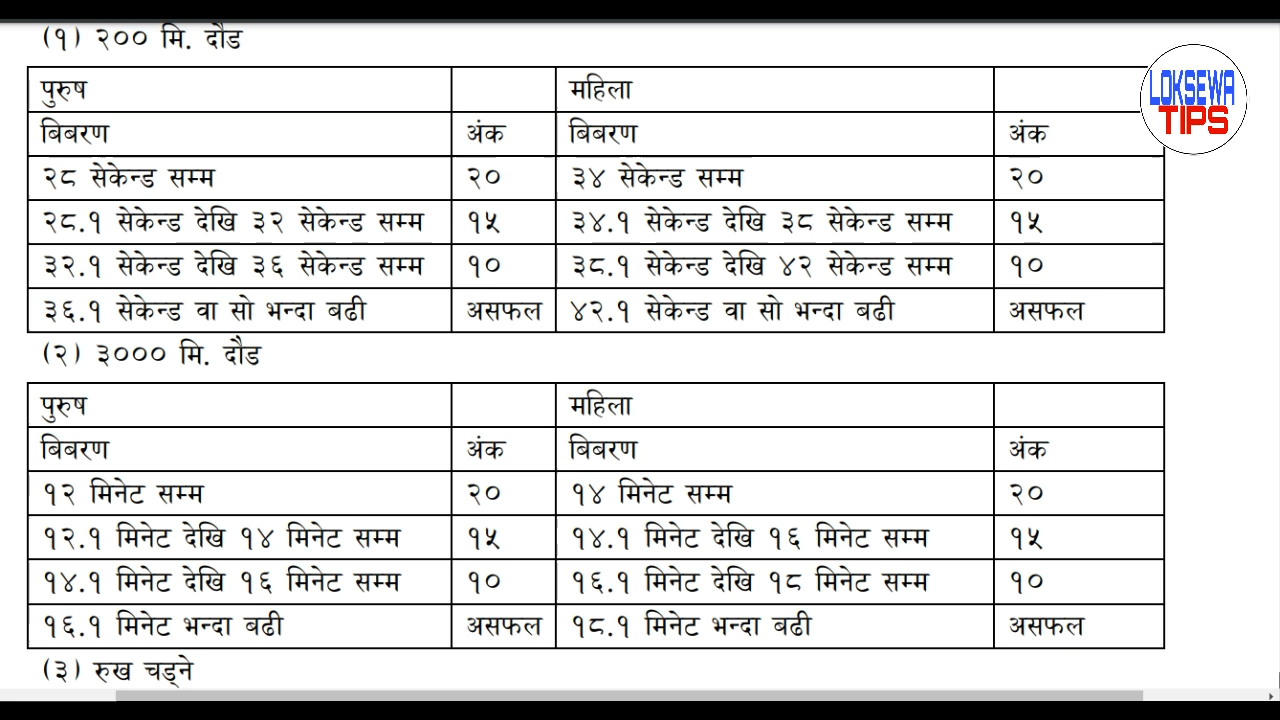 (१) २०० मि. दौड
पुरुष महिला
बिबरण अंक बिबरण अंक
२८ सेकेन्ड सम्म २० ३४ सेकेन्ड सम्म २०
२८.१ सेकेन्ड देखि ३२ सेकेन्ड सम्म १५ ३४.१ सेकेन्ड देखि ३८ सेकेन्ड सम्म १५
३२.१ सेकेन्ड देखि ३६ सेकेन्ड सम्म १० ३८.१ सेकेन्ड देखि ४२ सेकेन्ड सम्म १०
३६.१ सेकेन्ड वा सो भन्दा बढी असफल ४२.१ सेकेन्ड वा सो भन्दा बढी असफल
(२) ३००० मि. दौड
पुरुष महिला
बिबरण अंक बिबरण अंक
१२ मिनेट सम्म २० १४ मिनेट सम्म २०
१२.१ मिनेट देखि १४ मिनेट सम्म १५ १४.१ मिनेट देखि १६ मिनेट सम्म १५
१४.१ मिनेट देखि १६ मिनेट सम्म १० १६.१ मिनेट देखि १८ मिनेट सम्म १०
१६.१ मिनेट भन्दा बढी असफल १८.१ मिनेट भन्दा बढी असफल
(३) रुख चड्ने
LOKSEWA
TIPS